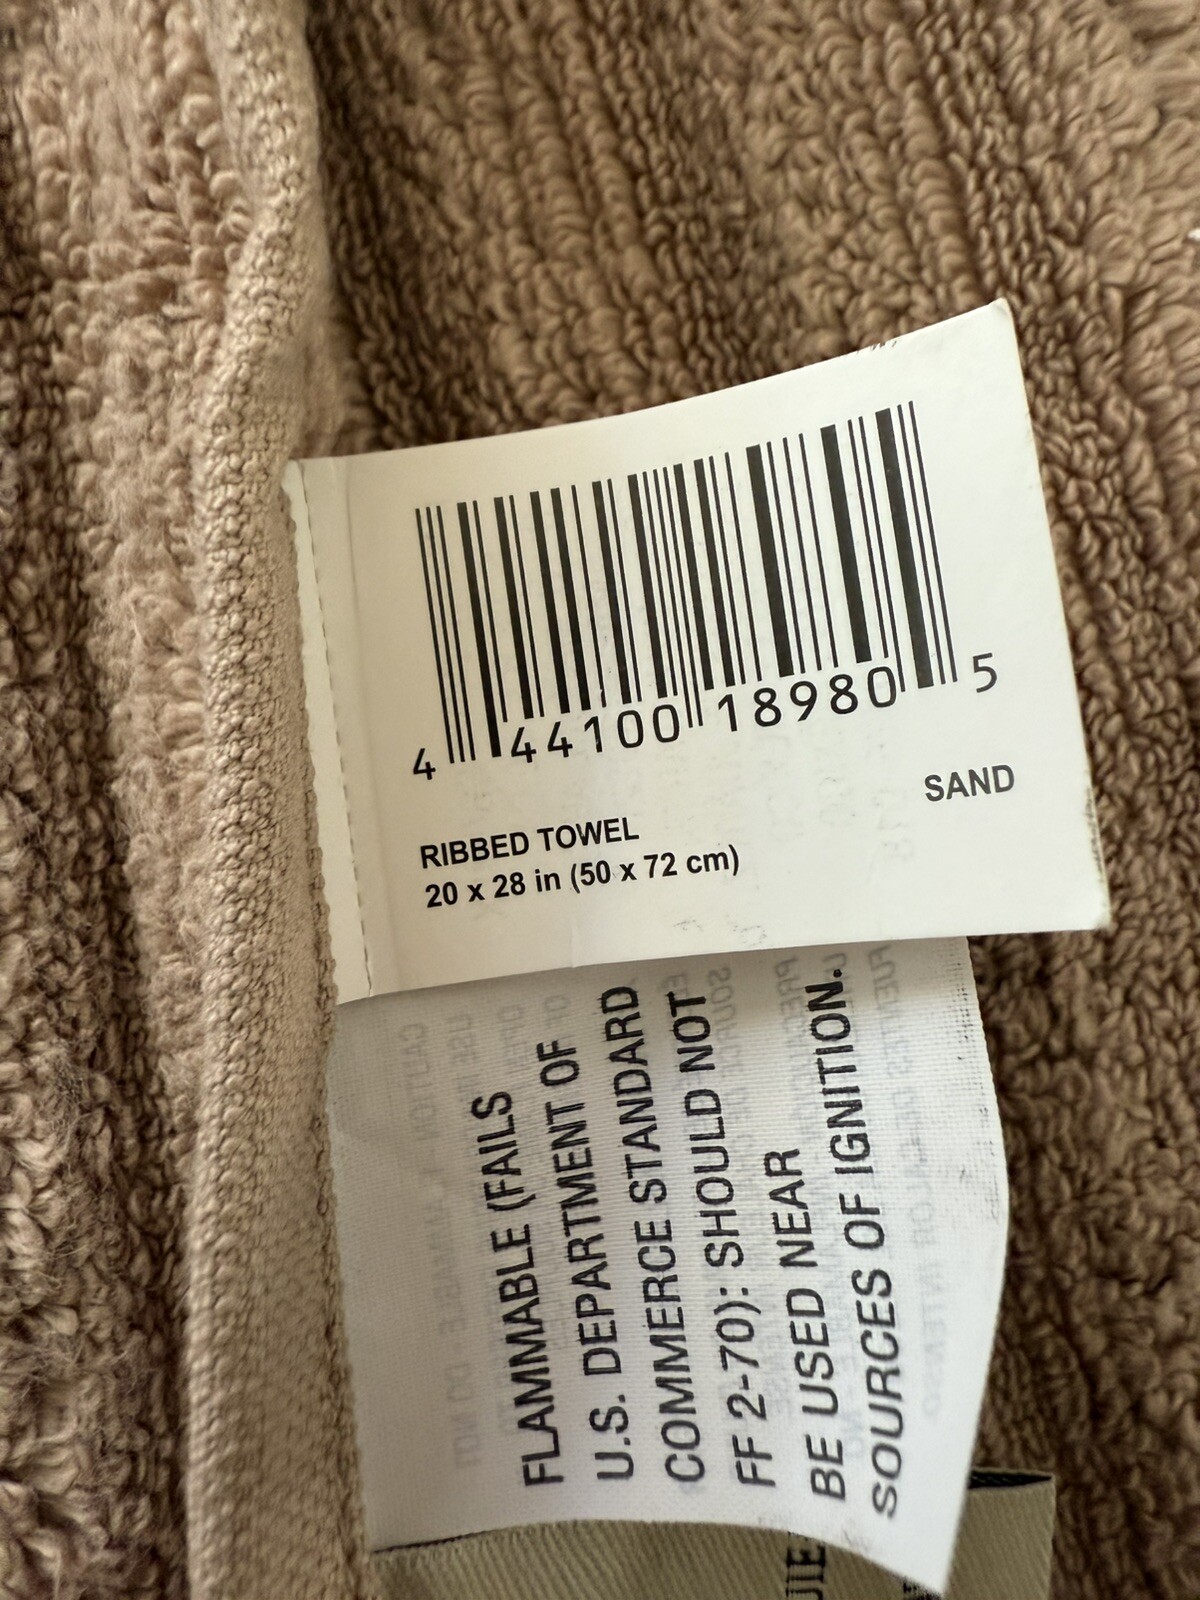 4 44100 18980 5
SAND
RIBBED TOWEL
20 x 28 in (50 x 72 cm)
FLAMMABLE (FAILS
U.S. DEPARTMENT OF
COMMERCE STANDARD
FF 2-70): SHOULD NOT
BE USED NEAR
SOURCES OF IGNITION.